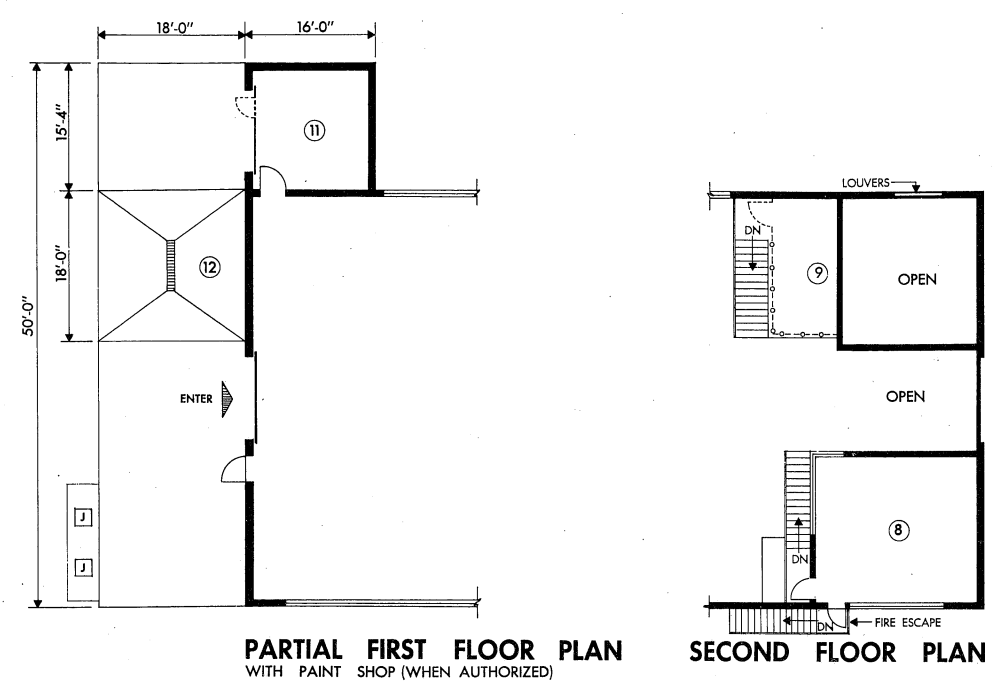 18'-0"
16'-0"
15'-4"
18'-0"
50'-0"
11
12
ENTER
J
J
LOUVERS
DN
9
OPEN
OPEN
8
DN
DN
FIRE ESCAPE
PARTIAL FIRST FLOOR PLAN
WITH PAINT SHOP (WHEN AUTHORIZED)
SECOND FLOOR PLAN